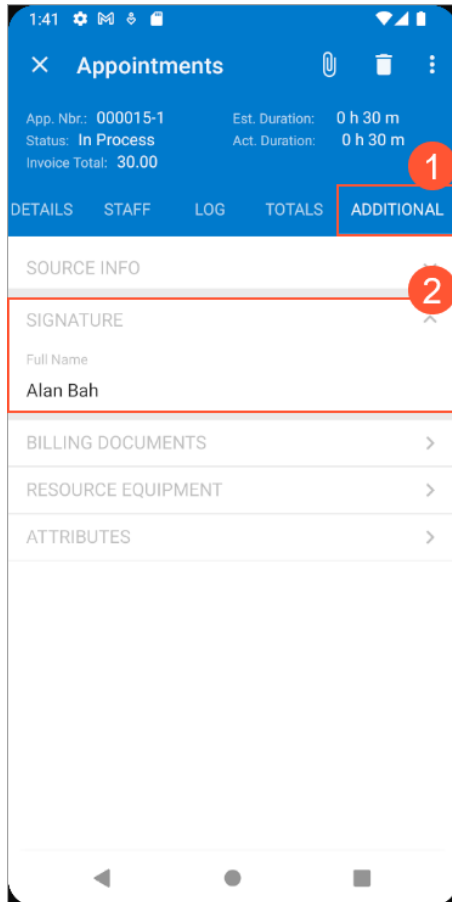 1:41
Appointments
App. Nbr.: 000015-1 Est. Duration: 0 h 30 m
Status: In Process Act. Duration: 0 h 30 m
Invoice Total: 30.00
1
DETAILS STAFF LOG TOTALS ADDITIONAL
SOURCE INFO
2
SIGNATURE
Full Name
Alan Bah
BILLING DOCUMENTS
RESOURCE EQUIPMENT
ATTRIBUTES